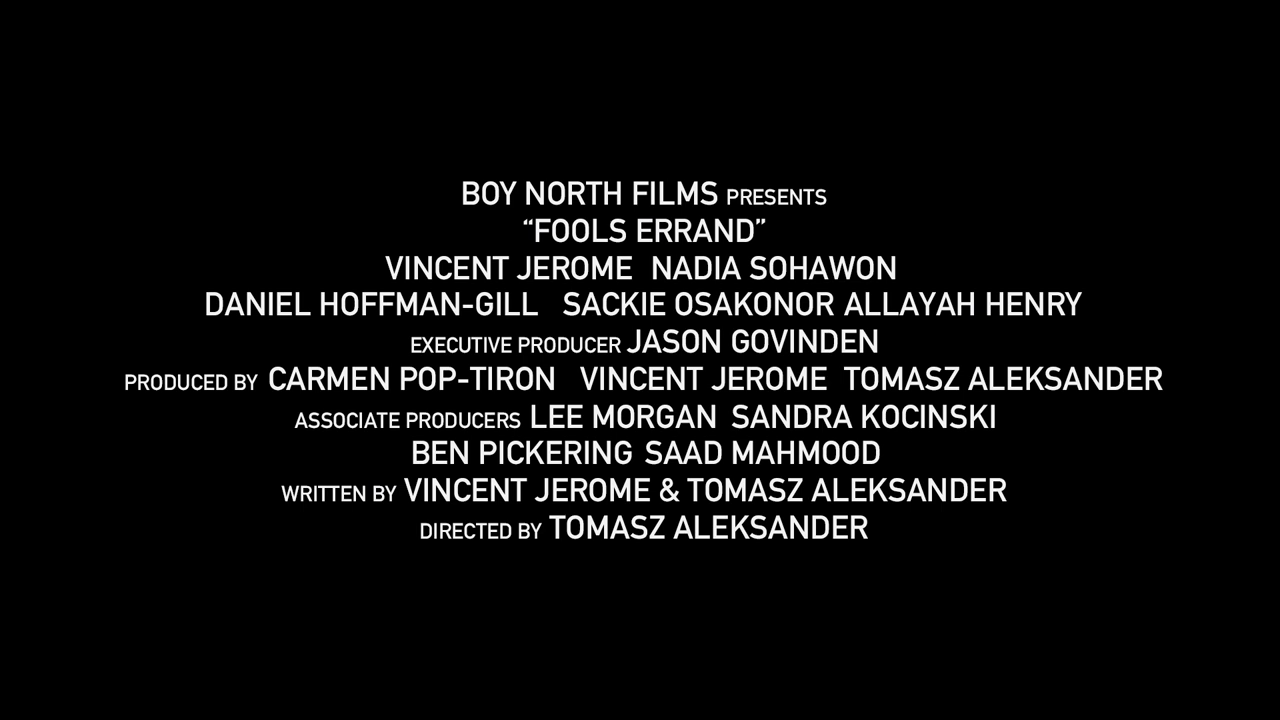 BOY NORTH FILMS PRESENTS
“FOOLS ERRAND”
VINCENT JEROME NADIA SOHAWON
DANIEL HOFFMAN-GILL SACKIE OSAKONOR ALLAYAH HENRY
EXECUTIVE PRODUCER JASON GOVINDEN
PRODUCED BY CARMEN POP-TIRON VINCENT JEROME TOMASZ ALEKSANDER
ASSOCIATE PRODUCERS LEE MORGAN SANDRA KOCINSKI
BEN PICKERING SAAD MAHMOOD
WRITTEN BY VINCENT JEROME & TOMASZ ALEKSANDER
DIRECTED BY TOMASZ ALEKSANDER